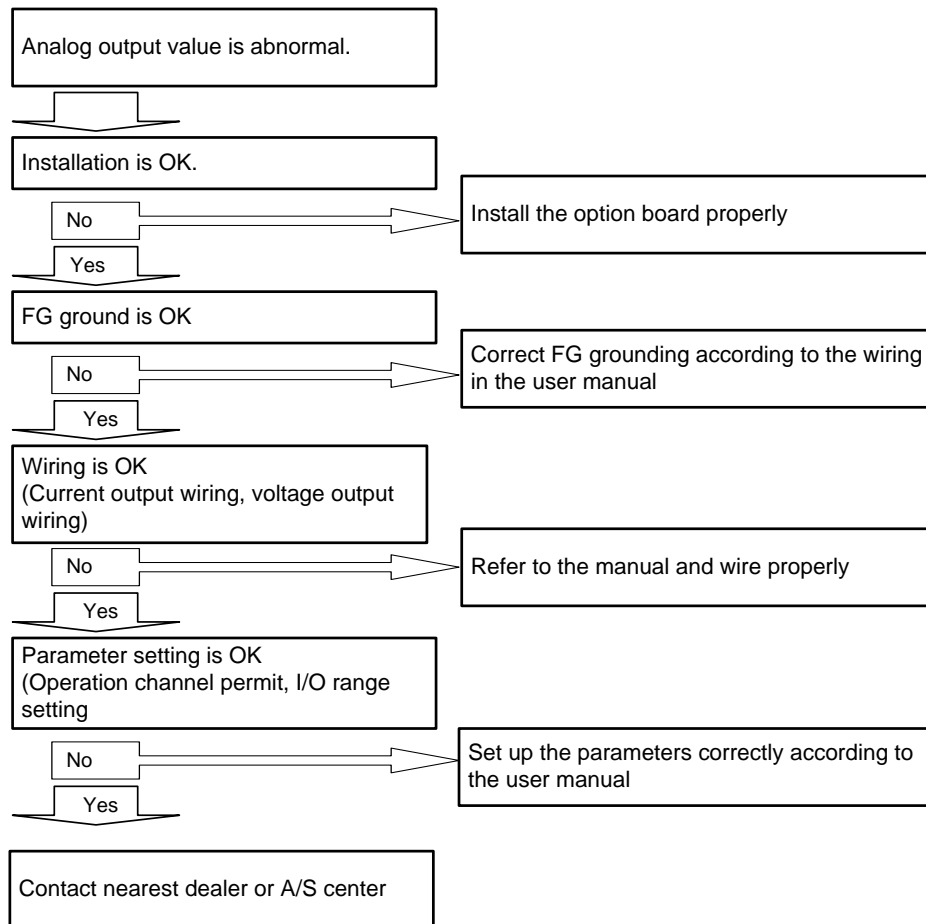 Analog output value is abnormal.
Installation is OK.
No
Install the option board properly
Yes
FG ground is OK
No
Correct FG grounding according to the wiring
in the user manual
Yes
Wiring is OK
(Current output wiring, voltage output
wiring)
No
Refer to the manual and wire properly
Yes
Parameter setting is OK
(Operation channel permit, I/O range
setting
No
Set up the parameters correctly according to
the user manual
Yes
Contact nearest dealer or A/S center